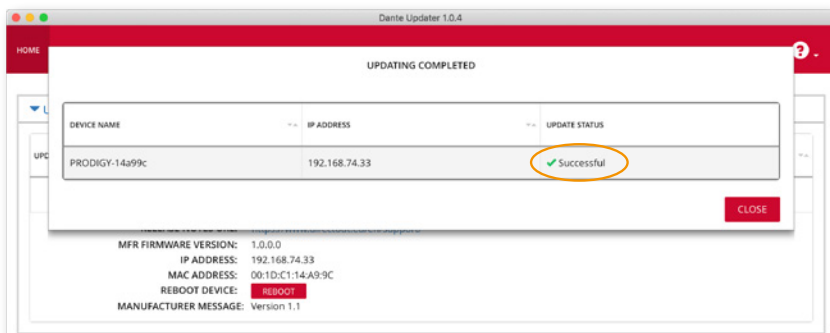 Dante Updater 1.0.4
HOME
?
UPDATING COMPLETED
DEVICE NAME IP ADDRESS UPDATE STATUS
PRODIGY-14a99c 192.168.74.33 ✔ Successful
CLOSE
MFR FIRMWARE VERSION: 1.0.0.0
IP ADDRESS: 192.168.74.33
MAC ADDRESS: 00:1D:C1:14:A9:9C
REBOOT DEVICE: REBOOT
MANUFACTURER MESSAGE: Version 1.1